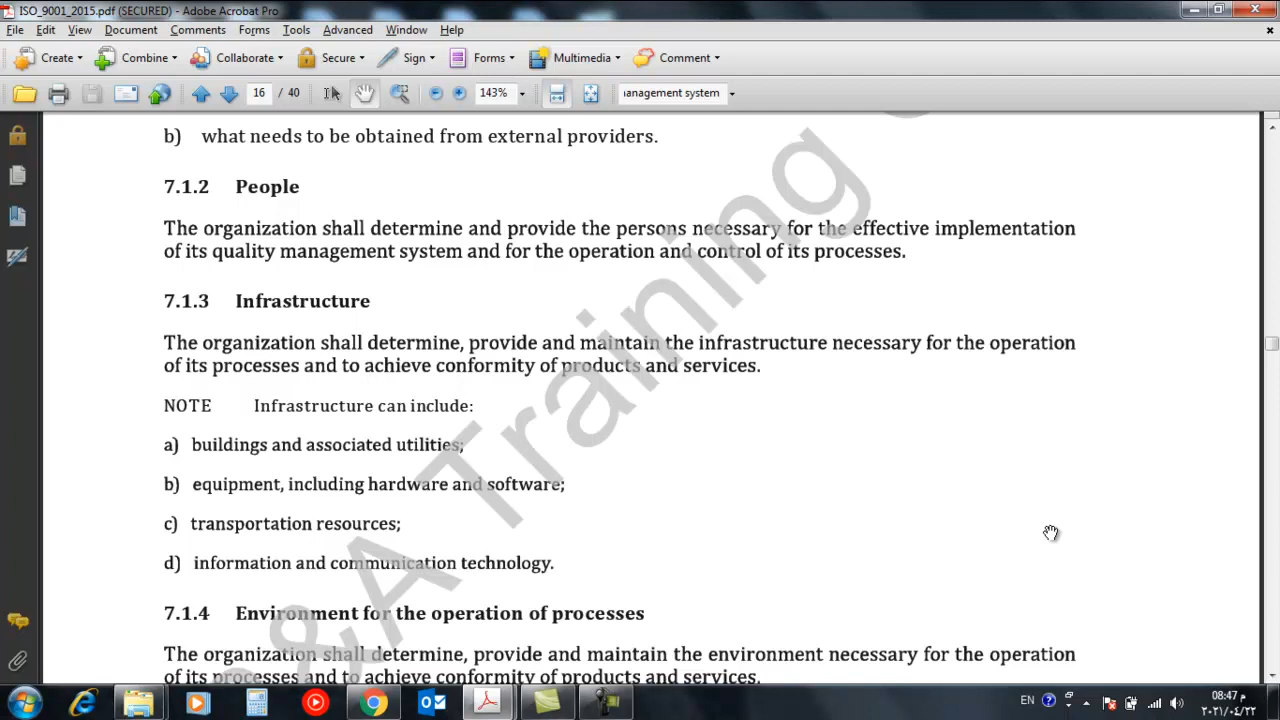 ISO_9001_2015.pdf (SECURED) - Adobe Acrobat Pro
File Edit View Document Comments Forms Tools Advanced Window Help
Create Combine Collaborate Secure Sign Forms Multimedia Comment
16 / 40 143% anagement system
b) what needs to be obtained from external providers.
7.1.2 People
The organization shall determine and provide the persons necessary for the effective implementation
of its quality management system and for the operation and control of its processes.
7.1.3 Infrastructure
The organization shall determine, provide and maintain the infrastructure necessary for the operation
of its processes and to achieve conformity of products and services.
NOTE Infrastructure can include:
a) buildings and associated utilities;
b) equipment, including hardware and software;
c) transportation resources;
d) information and communication technology.
7.1.4 Environment for the operation of processes
The organization shall determine, provide and maintain the environment necessary for the operation
of its processes and to achieve conformity of products and services.
&A Training
EN
08:47 م
٢٠٢١/٠٤/٢٢